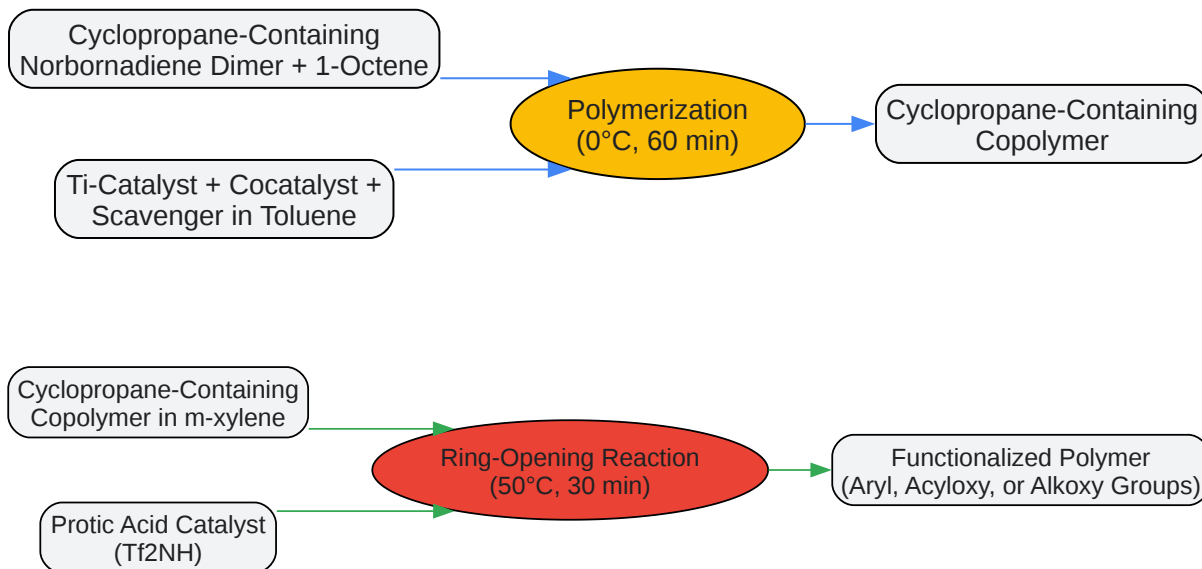 Cyclopropane-Containing
Norbornadiene Dimer + 1-Octene
Ti-Catalyst + Cocatalyst +
Scavenger in Toluene
Polymerization
(0°C, 60 min)
Cyclopropane-Containing
Copolymer
Cyclopropane-Containing
Copolymer in m-xylene
Protic Acid Catalyst
(Tf2NH)
Ring-Opening Reaction
(50°C, 30 min)
Functionalized Polymer
(Aryl, Acyloxy, or Alkoxy Groups)